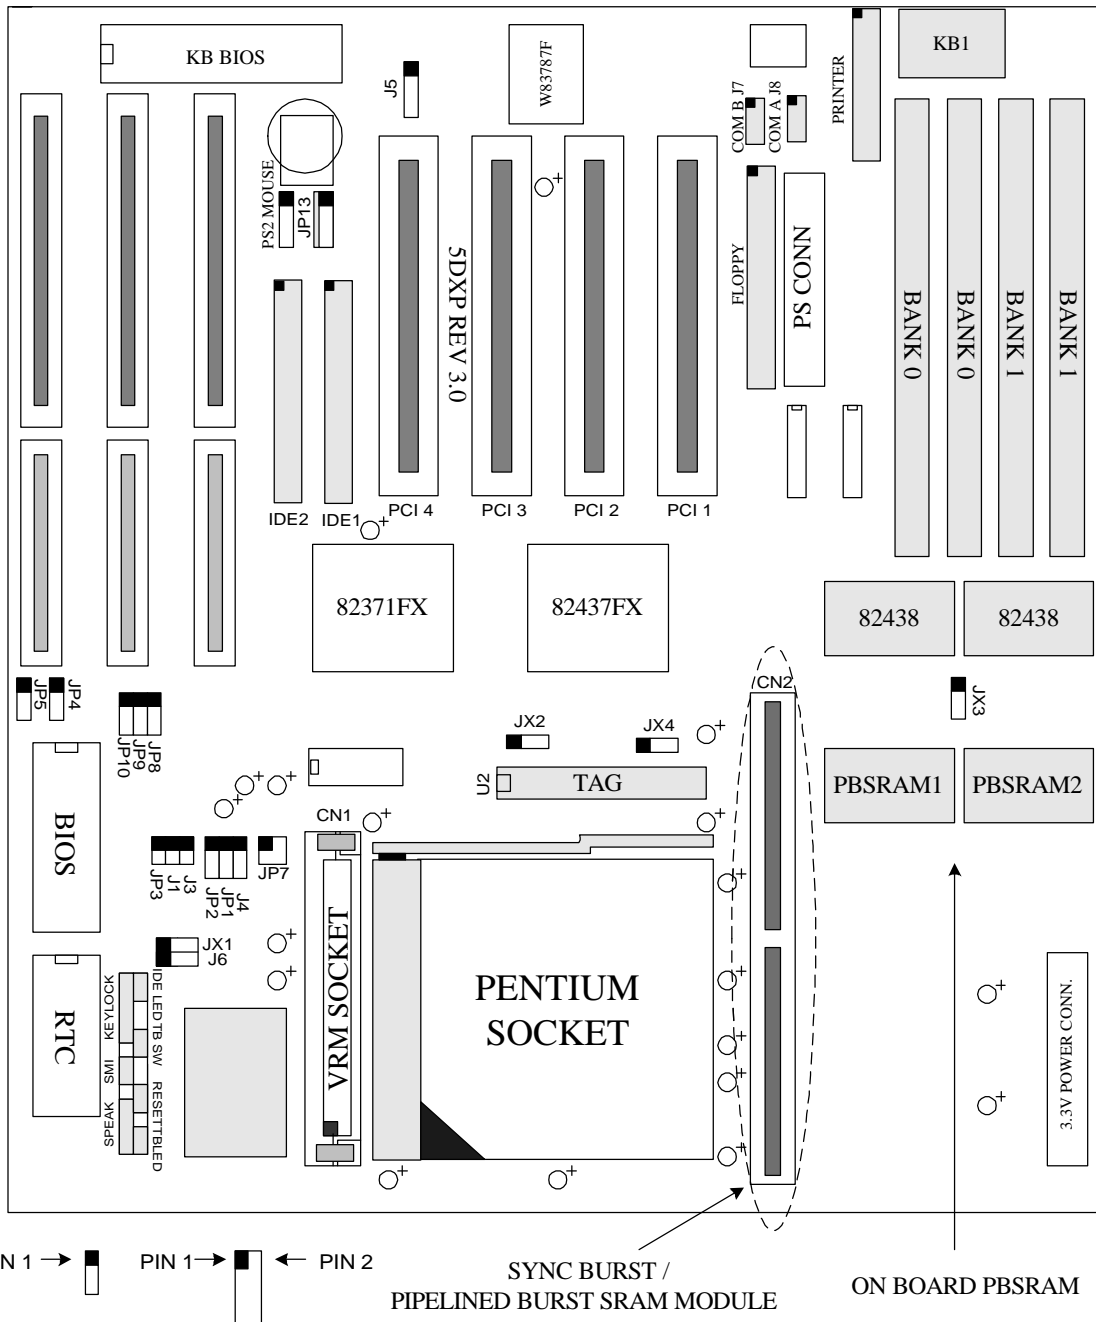 KB BIOS
J5
W83787F
COM B J7
COM A J8
PRINTER
KB1
PS2 MOUSE
JP13
5DXP REV 3.0
FLOPPY
PS CONN
BANK 0
BANK 0
BANK 1
BANK 1
IDE2
IDE1
PCI 4
PCI 3
PCI 2
PCI 1
82371FX
82437FX
82438
82438
JP5
JP4
JP10
JP9
JP8
JX2
JX4
CN2
JX3
U2
TAG
PBSRAM1
PBSRAM2
BIOS
CN1
JP3
J1
J3
JP2
JP1
J4
JP7
JX1
J6
RTC
KEYLOCK
SMI
SPEAK
IDE LED
TB SW
RESET
TBLED
VRM SOCKET
PENTIUM
SOCKET
3.3V POWER CONN.
N 1
PIN 1
PIN 2
SYNC BURST /
PIPELINED BURST SRAM MODULE
ON BOARD PBSRAM